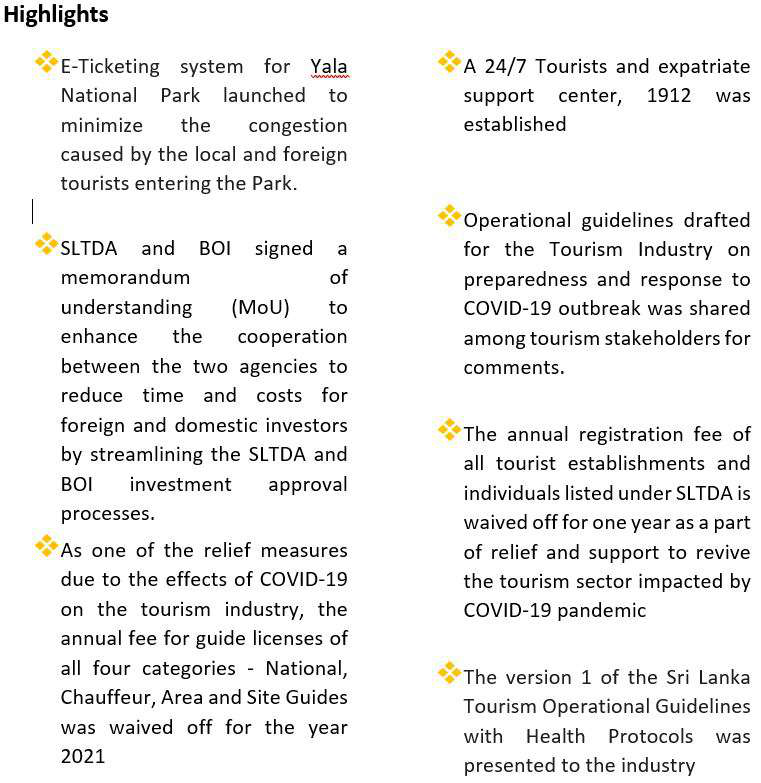 Highlights
E-Ticketing system for Yala
National Park launched to
minimize the congestion
caused by the local and foreign
tourists entering the Park.
SLTDA and BOI signed a
memorandum of
understanding (MoU) to
enhance the cooperation
between the two agencies to
reduce time and costs for
foreign and domestic investors
by streamlining the SLTDA and
BOI investment approval
processes.
As one of the relief measures
due to the effects of COVID-19
on the tourism industry, the
annual fee for guide licenses of
all four categories - National,
Chauffeur, Area and Site Guides
was waived off for the year
2021
A 24/7 Tourists and expatriate
support center, 1912 was
established
Operational guidelines drafted
for the Tourism Industry on
preparedness and response to
COVID-19 outbreak was shared
among tourism stakeholders for
comments.
The annual registration fee of
all tourist establishments and
individuals listed under SLTDA is
waived off for one year as a part
of relief and support to revive
the tourism sector impacted by
COVID-19 pandemic
The version 1 of the Sri Lanka
Tourism Operational Guidelines
with Health Protocols was
presented to the industry